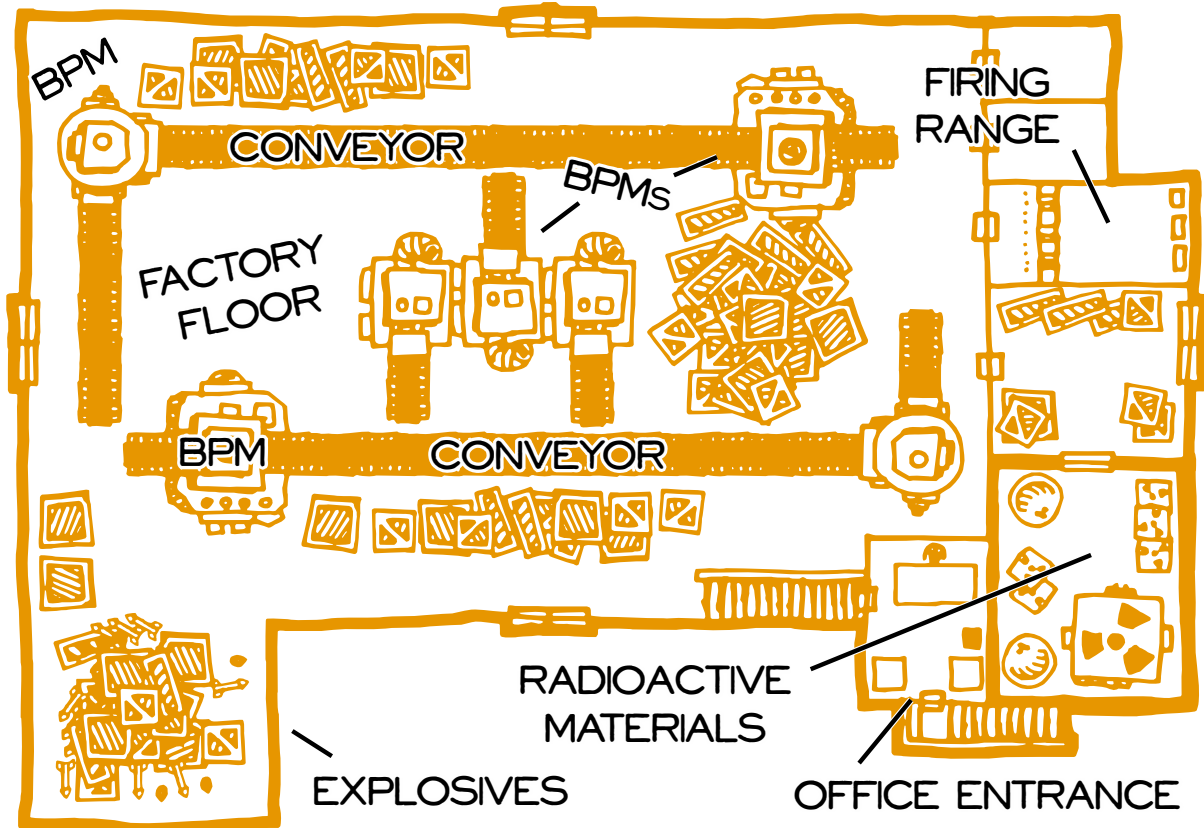 BPM
FIRING
RANGE
CONVEYOR
BPMs
FACTORY
FLOOR
BPM
CONVEYOR
RADIOACTIVE
MATERIALS
EXPLOSIVES
OFFICE ENTRANCE